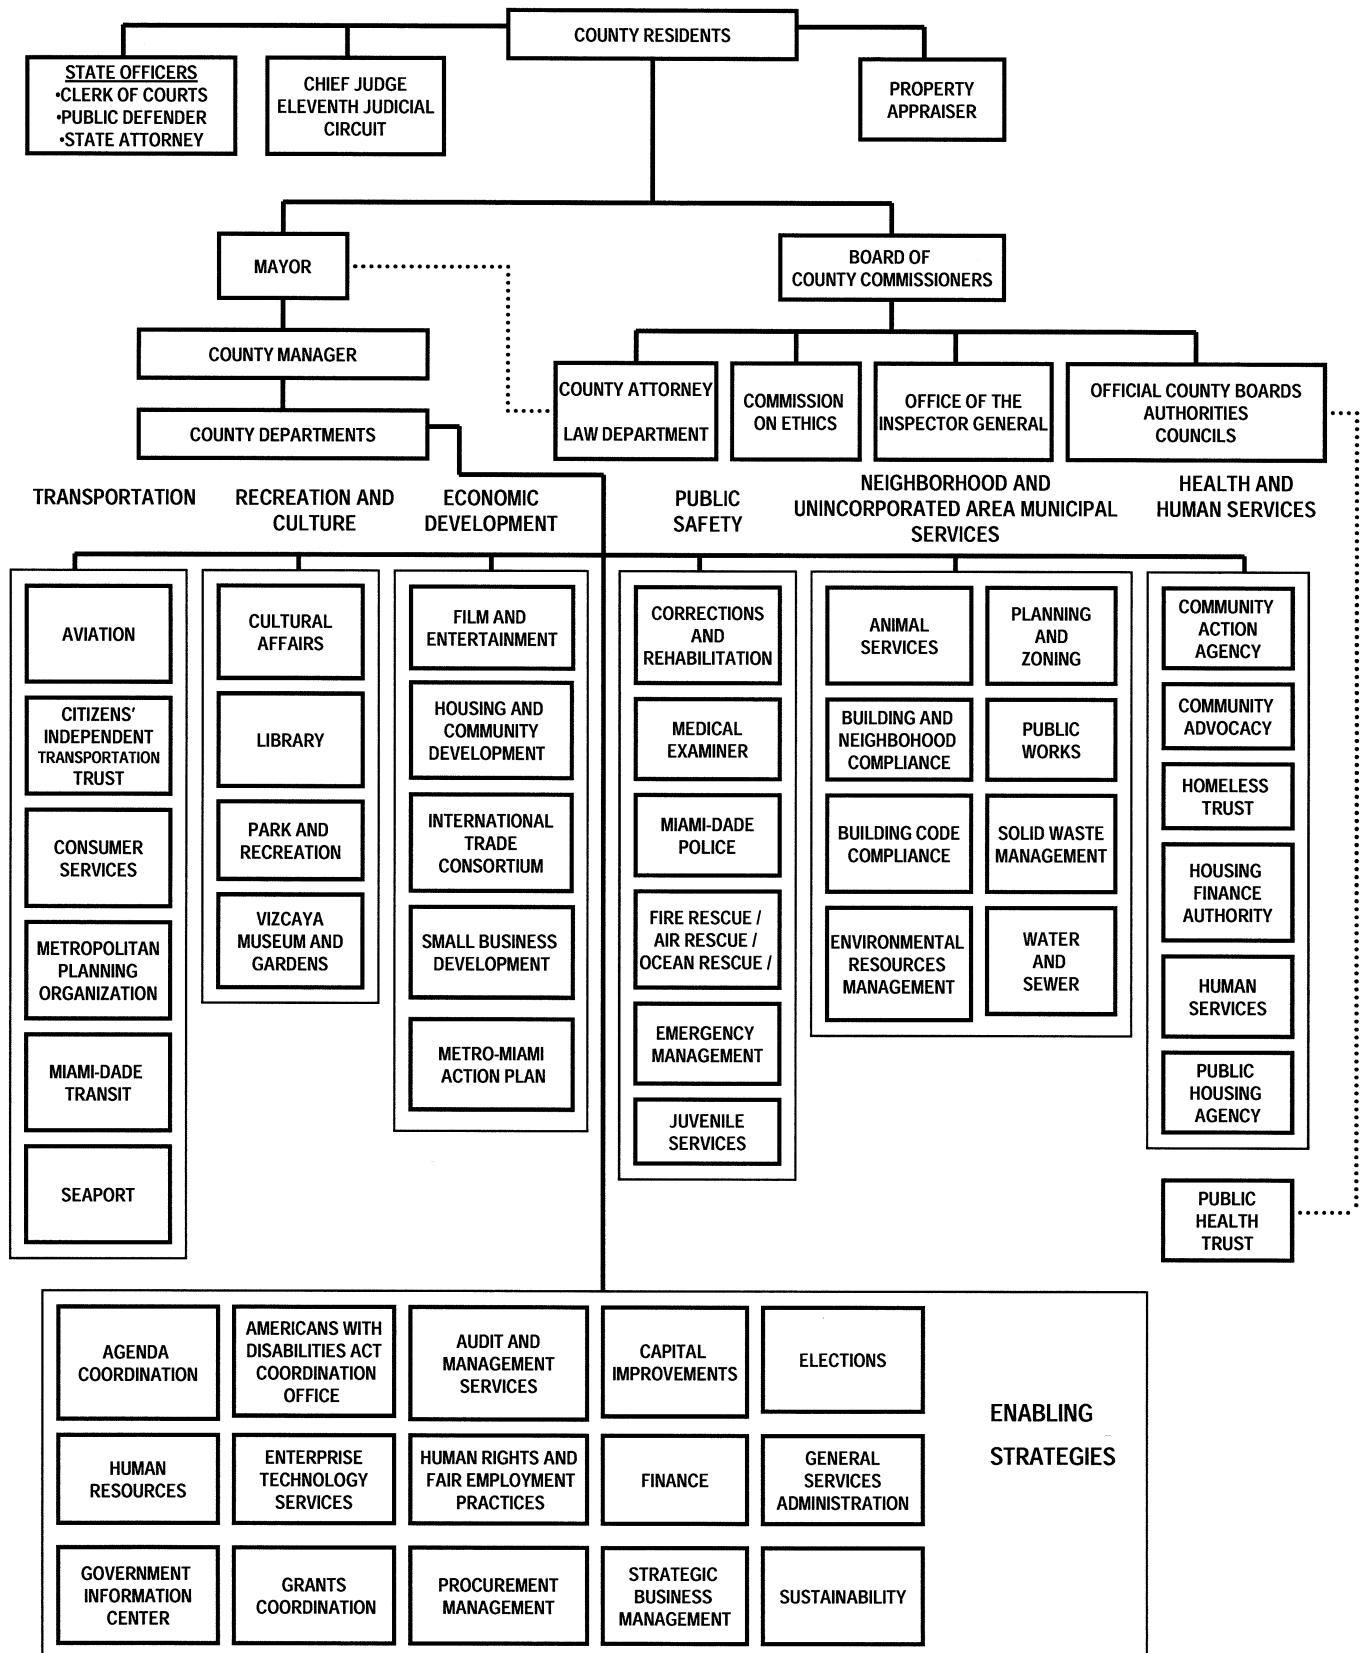 COUNTY RESIDENTS
STATE OFFICERS
•CLERK OF COURTS
•PUBLIC DEFENDER
•STATE ATTORNEY
CHIEF JUDGE
ELEVENTH JUDICIAL
CIRCUIT
PROPERTY
APPRAISER
MAYOR
BOARD OF
COUNTY COMMISSIONERS
COUNTY MANAGER
COUNTY DEPARTMENTS
COUNTY ATTORNEY
LAW DEPARTMENT
COMMISSION
ON ETHICS
OFFICE OF THE
INSPECTOR GENERAL
OFFICIAL COUNTY BOARDS
AUTHORITIES
COUNCILS
TRANSPORTATION
RECREATION AND
CULTURE
ECONOMIC
DEVELOPMENT
PUBLIC
SAFETY
NEIGHBORHOOD AND
UNINCORPORATED AREA MUNICIPAL
SERVICES
HEALTH AND
HUMAN SERVICES
AVIATION
CITIZENS'
INDEPENDENT
TRANSPORTATION
TRUST
CONSUMER
SERVICES
METROPOLITAN
PLANNING
ORGANIZATION
MIAMI-DADE
TRANSIT
SEAPORT
CULTURAL
AFFAIRS
LIBRARY
PARK AND
RECREATION
VIZCAYA
MUSEUM AND
GARDENS
FILM AND
ENTERTAINMENT
HOUSING AND
COMMUNITY
DEVELOPMENT
INTERNATIONAL
TRADE
CONSORTIUM
SMALL BUSINESS
DEVELOPMENT
METRO-MIAMI
ACTION PLAN
CORRECTIONS
AND
REHABILITATION
MEDICAL
EXAMINER
MIAMI-DADE
POLICE
FIRE RESCUE /
AIR RESCUE /
OCEAN RESCUE /
EMERGENCY
MANAGEMENT
JUVENILE
SERVICES
ANIMAL
SERVICES
BUILDING AND
NEIGHBOHOOD
COMPLIANCE
BUILDING CODE
COMPLIANCE
ENVIRONMENTAL
RESOURCES
MANAGEMENT
PLANNING
AND
ZONING
PUBLIC
WORKS
SOLID WASTE
MANAGEMENT
WATER
AND
SEWER
COMMUNITY
ACTION
AGENCY
COMMUNITY
ADVOCACY
HOMELESS
TRUST
HOUSING
FINANCE
AUTHORITY
HUMAN
SERVICES
PUBLIC
HOUSING
AGENCY
PUBLIC
HEALTH
TRUST
AGENDA
COORDINATION
AMERICANS WITH
DISABILITIES ACT
COORDINATION
OFFICE
AUDIT AND
MANAGEMENT
SERVICES
CAPITAL
IMPROVEMENTS
ELECTIONS
HUMAN
RESOURCES
ENTERPRISE
TECHNOLOGY
SERVICES
HUMAN RIGHTS AND
FAIR EMPLOYMENT
PRACTICES
FINANCE
GENERAL
SERVICES
ADMINISTRATION
GOVERNMENT
INFORMATION
CENTER
GRANTS
COORDINATION
PROCUREMENT
MANAGEMENT
STRATEGIC
BUSINESS
MANAGEMENT
SUSTAINABILITY
ENABLING
STRATEGIES